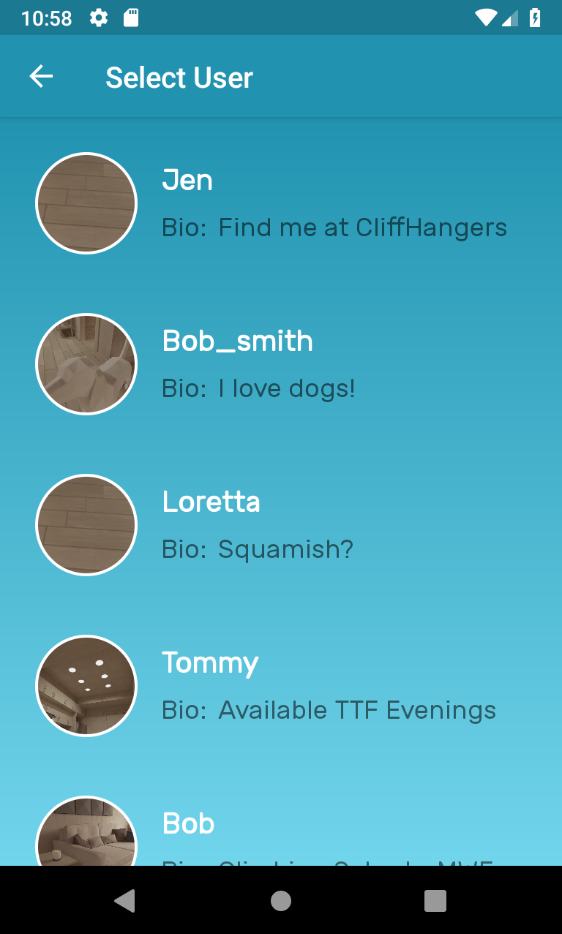 10:58
Select User
Jen
Bio: Find me at CliffHangers
Bob_smith
Bio: I love dogs!
Loretta
Bio: Squamish?
Tommy
Bio: Available TTF Evenings
Bob